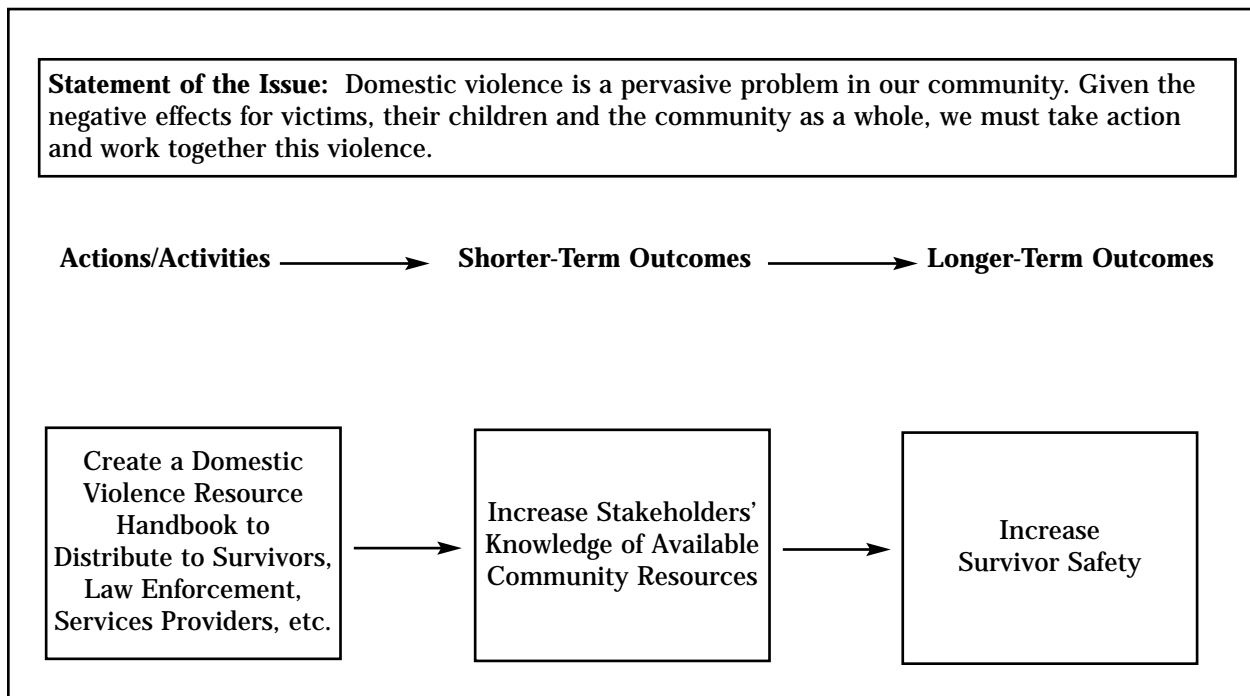 Statement of the Issue: Domestic violence is a pervasive problem in our community. Given the
negative effects for victims, their children and the community as a whole, we must take action
and work together this violence.
Actions/Activities
Shorter-Term Outcomes
Longer-Term Outcomes
Create a Domestic
Violence Resource
Handbook to
Distribute to Survivors,
Law Enforcement,
Services Providers, etc.
Increase Stakeholders’
Knowledge of Available
Community Resources
Increase
Survivor Safety